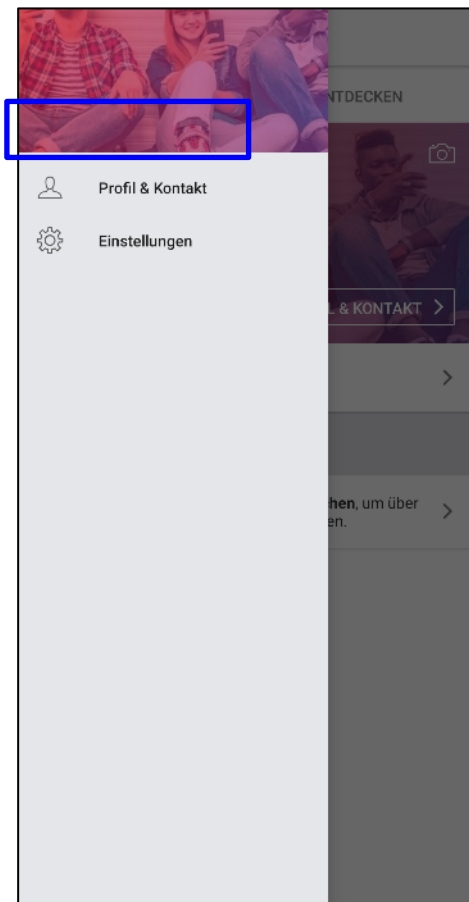 NTDECKEN
Profil & Kontakt
Einstellungen
L & KONTAKT
hen, um über
en.